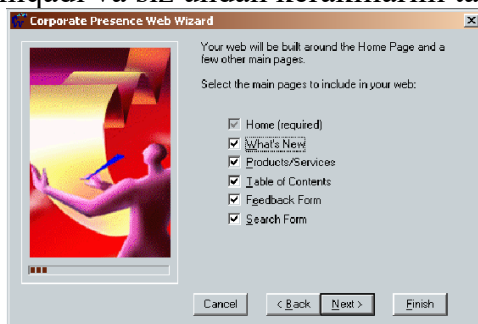 Corporate Presence Web Wizard
Your web will be built around the Home Page and a
few other main pages.
Select the main pages to include in your web:
Home (required)
What's New
Products/Services
Table of Contents
Feedback Form
Search Form
Cancel
< Back
Next >
Finish